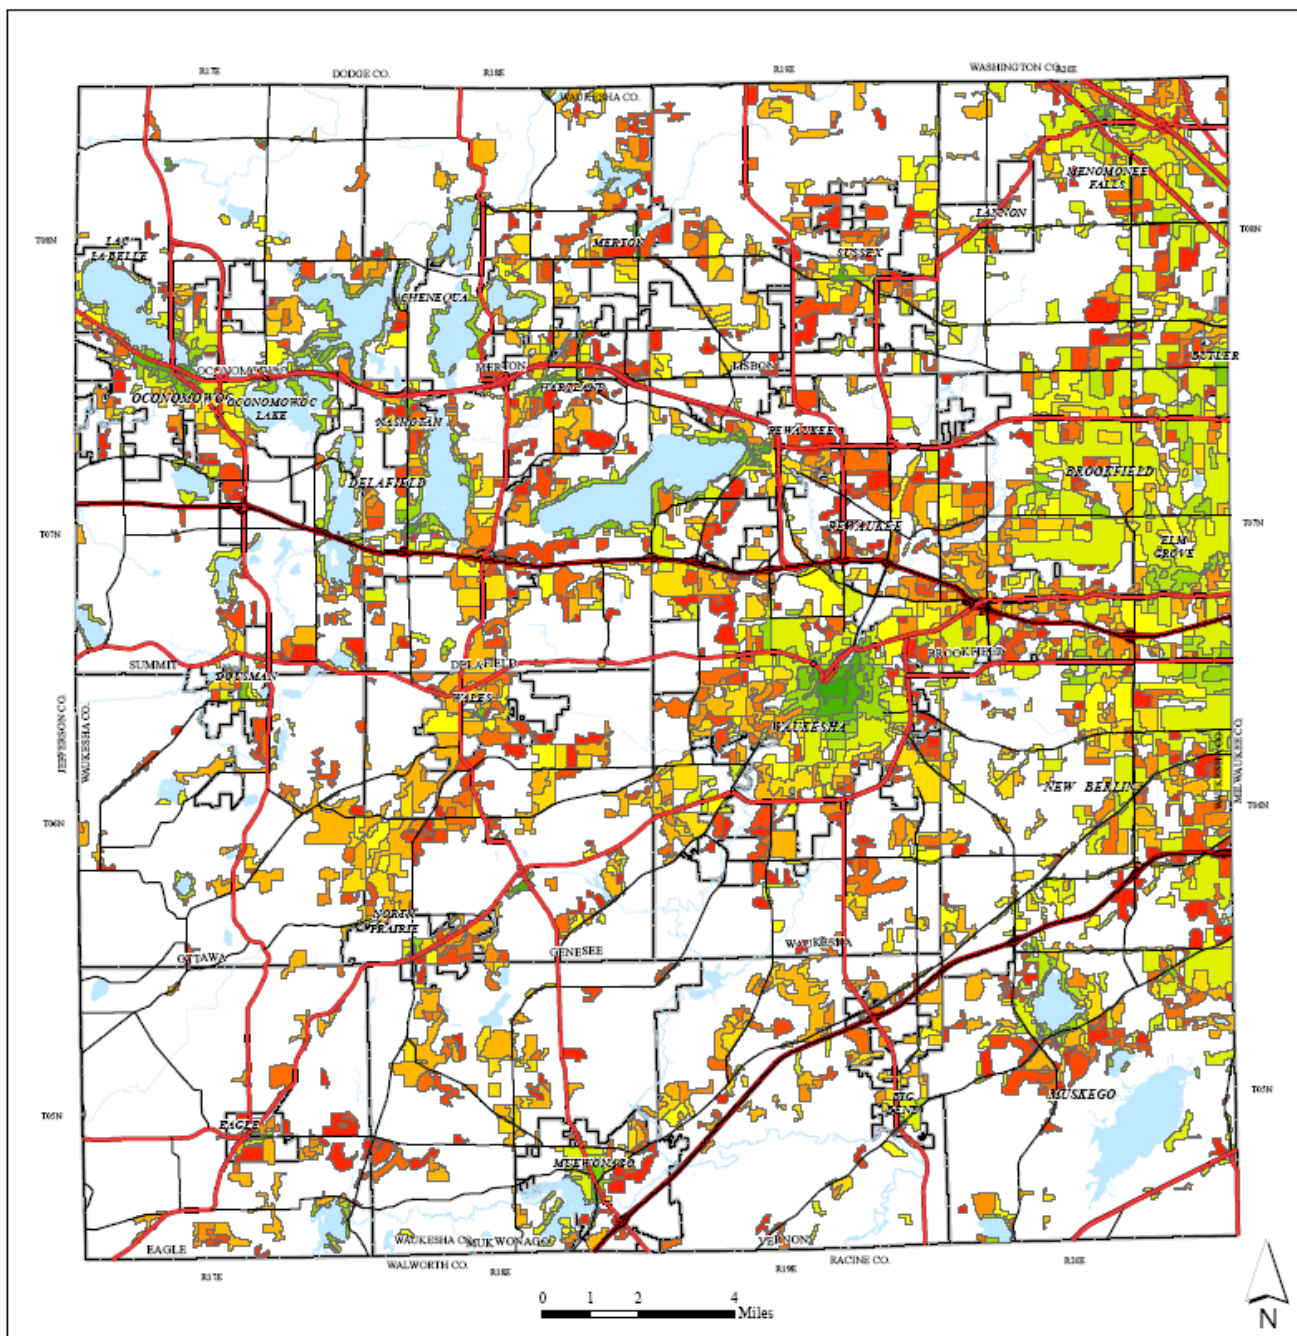 R17E
DODGE CO.
R18E
R19E
WASHINGTON CO.
R20E
WAUKESHA CO.
MENOMONEE
FALLS
LANNON
T08N
LAC
LA BELLE
MERTON
SUSSEX
T08N
CHENEQUA
BUTLER
OCONOMOWOC
MERTON
LISBON
OCONOMOWOC
OCONOMOWOC
LAKE
HARTLAND
NASHOTAH
PEWAUKEE
DELAFIELD
BROOKFIELD
T07N
PEWAUKEE
T07N
ELM
GROVE
SUMMIT
DELAFIELD
BROOKFIELD
DOUSMAN
WALES
WAUKESHA
JEFFERSON CO.
WAUKESHA CO.
NEW BERLIN
WAUKESHA CO.
MILWAUKEE CO.
T06N
T06N
NORTH
PRAIRIE
OTTAWA
GENESEE
WAUKESHA
T05N
BIG
BEND
MUSKEGO
T05N
EAGLE
MUKWONAGO
EAGLE
WAUKESHA CO.
MUKWONAGO
VERNON
WALWORTH CO.
RACINE CO.
R17E
R18E
R19E
R20E
0 1 2 4
Miles
N